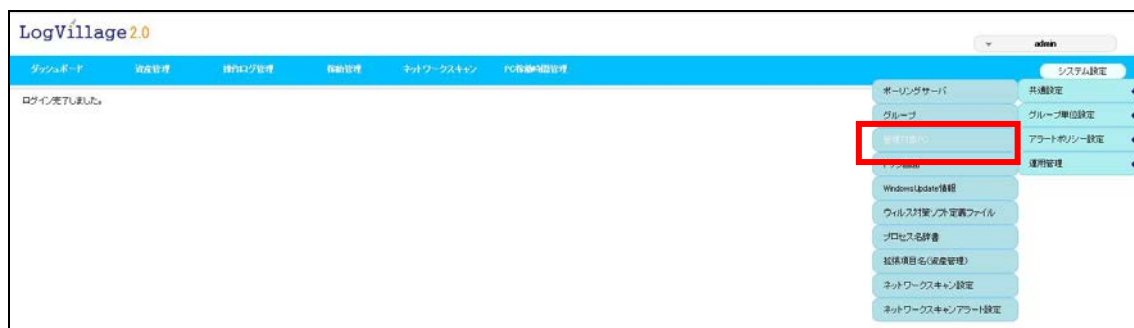 LogVillage 2.0
admin
ダッシュボード 資産管理 操作ログ管理 稼動管理 ネットワークスキャン PC稼働時間管理
システム設定
ログイン完了しました。
ポーリングサーバ
グループ
管理対象PC
WindowsUpdate情報
ウィルス対策ソフト定義ファイル
プロセス名辞書
拡張項目名(資産管理)
ネットワークスキャン設定
ネットワークスキャンアラート設定
共通設定
グループ単位設定
アラートポリシー設定
運用管理